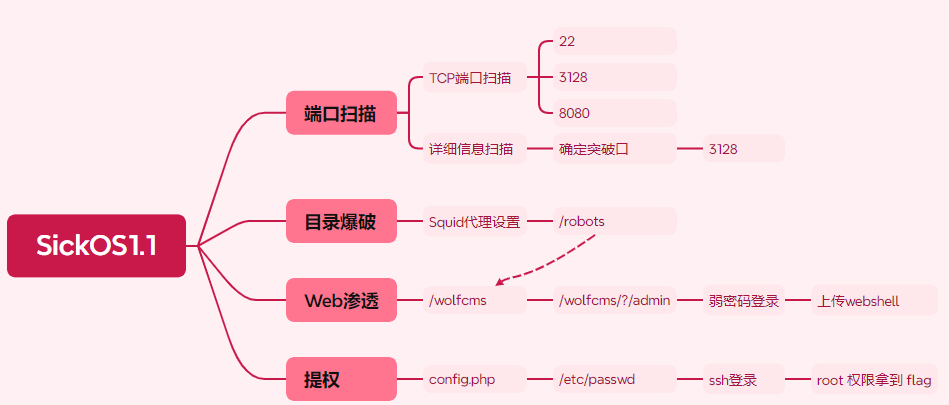 SickOS1.1
端口扫描
TCP端口扫描
22
3128
8080
详细信息扫描
确定突破口
3128
目录爆破
Squid代理设置
/robots
Web渗透
/wolfcms
/wolfcms/?/admin
弱密码登录
上传webshell
提权
config.php
/etc/passwd
ssh登录
root 权限拿到 flag